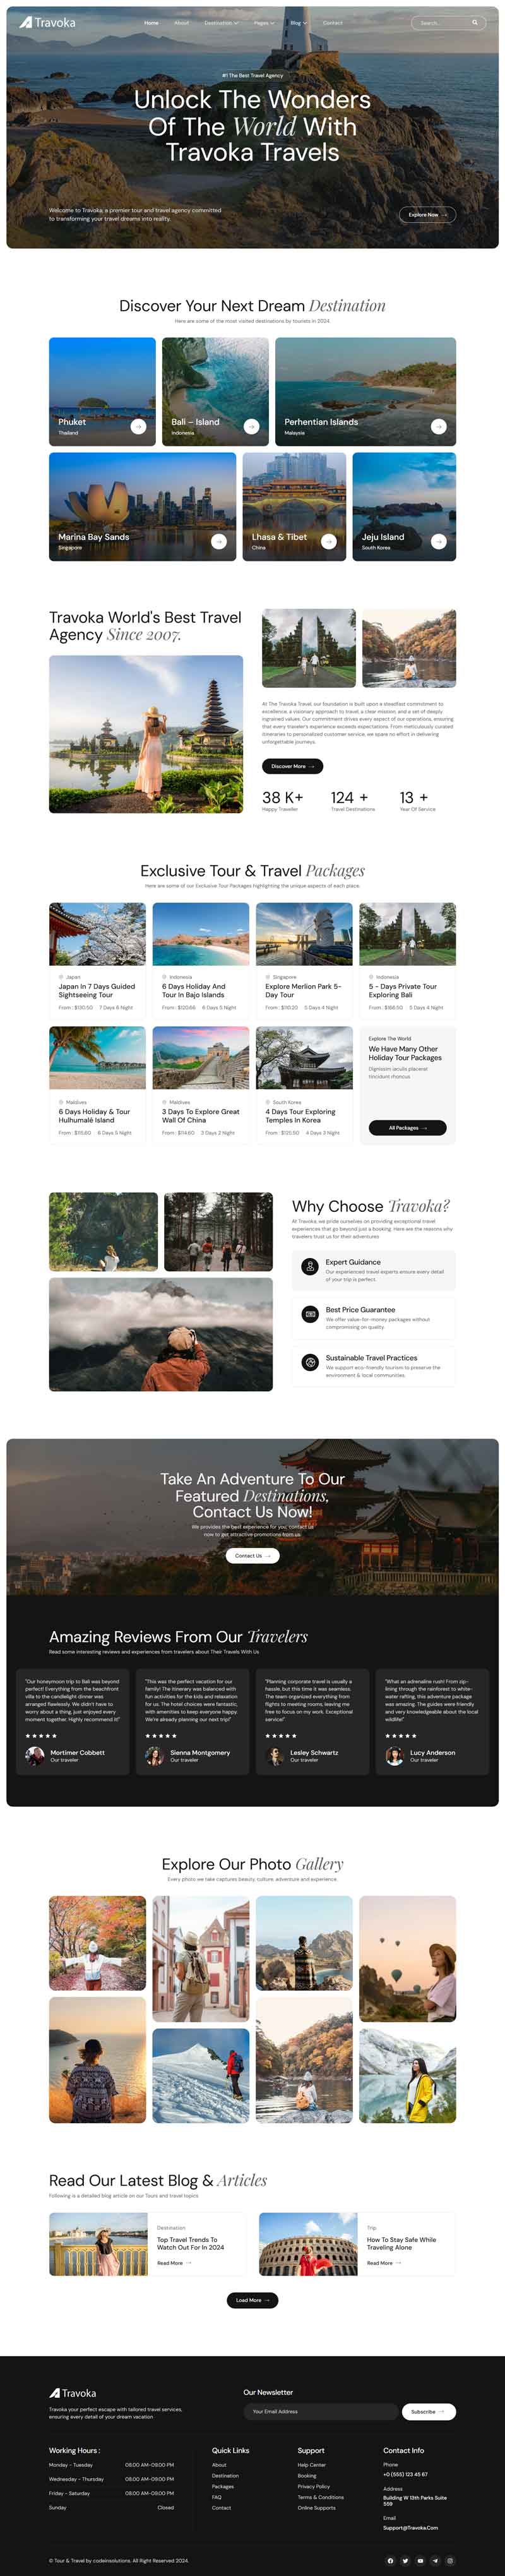 Travoka
Home About Destination Pages Blog Contact Search...
#1 The Best Travel Agency
Unlock The Wonders
Of The World With
Travoka Travels
Welcome to Travoka, a premier tour and travel agency committed
to transforming your travel dreams into reality.
Explore Now
Discover Your Next Dream Destination
Here are some of the most visited destinations by tourists in 2024
Phuket
Thailand
Bali – Island
Indonesia
Perhentian Islands
Malaysia
Marina Bay Sands
Singapore
Lhasa & Tibet
China
Jeju Island
South Korea
Travoka World's Best Travel
Agency Since 2007.
At The Travoka Travel, our foundation is built upon a steadfast commitment to
excellence, a visionary approach to travel, a clear mission, and a set of deeply
ingrained values. Our commitment drives every aspect of our operations, ensuring
that every traveler's experience exceeds expectations. From meticulously curated
itineraries to personalized customer service, we spare no effort in delivering
unforgettable journeys.
Discover More
38 K+
Happy Traveller
124 +
Travel Destinations
13 +
Year Of Service
Exclusive Tour & Travel Packages
Here are some of our Exclusive Tour Packages highlighting the unique aspects of each place.
Japan
Japan In 7 Days Guided
Sightseeing Tour
From : $130.50 7 Days 6 Night
Indonesia
6 Days Holiday And
Tour In Bajo Islands
From : $120.66 6 Days 5 Night
Singapore
Explore Merlion Park 5-
Day Tour
From : $110.20 5 Days 4 Night
Indonesia
5 - Days Private Tour
Exploring Bali
From : $166.50 5 Days 4 Night
Maldives
6 Days Holiday & Tour
Hulhumalé Island
From : $115.60 6 Days 5 Night
Maldives
3 Days To Explore Great
Wall Of China
From : $114.60 3 Days 2 Night
South Korea
4 Days Tour Exploring
Temples In Korea
From : $125.50 4 Days 3 Night
Explore The World
We Have Many Other
Holiday Tour Packages
Dignissim iaculis placerat
tincidunt rhoncus
All Packages
Why Choose Travoka?
At Travoka, we pride ourselves on providing exceptional travel
experiences that go beyond just a booking. Here are the reasons why
travelers trust us for their adventures
Expert Guidance
Our experienced travel experts ensure every detail
of your trip is perfect.
Best Price Guarantee
We offer value-for-money packages without
compromising on quality.
Sustainable Travel Practices
We support eco-friendly tourism to preserve the
environment & local communities.
Take An Adventure To Our
Featured Destinations,
Contact Us Now!
We provides the best experience for you, contact us
now to get attractive promotions from us.
Contact Us
Amazing Reviews From Our Travelers
Read some interesting reviews and experiences from travelers about Their Travels With Us
"Our honeymoon trip to Bali was beyond
perfect! Everything from the beachfront
villa to the candlelight dinner was
arranged flawlessly. We didn't have to
worry about a thing, just enjoyed every
moment together. Highly recommend it!"
Mortimer Cobbett
Our traveler
"This was the perfect vacation for our
family! The itinerary was balanced with
fun activities for the kids and relaxation
for us. The hotel choices were fantastic,
with amenities to keep everyone happy.
We're already planning our next trip!"
Sienna Montgomery
Our traveler
"Planning corporate travel is usually a
hassle, but this time it was seamless.
The team organized everything from
flights to meeting rooms, leaving me
free to focus on my work. Exceptional
service!"
Lesley Schwartz
Our traveler
"What an adrenaline rush! From zip-
lining through the rainforest to white-
water rafting, this adventure package
was amazing. The guides were friendly
and very knowledgeable about the local
wildlife!"
Lucy Anderson
Our traveler
Explore Our Photo Gallery
Every photo we take captures beauty, culture, adventure and experience.
Read Our Latest Blog & Articles
Following is a detailed blog article on our Tours and travel topics
Destination
Top Travel Trends To
Watch Out For In 2024
Read More
Trip
How To Stay Safe While
Traveling Alone
Read More
Load More
Travoka
Travoka your perfect escape with tailored travel services,
ensuring every detail of your dream vacation
Our Newsletter
Your Email Address
Subscribe
Working Hours :
Monday - Tuesday 08.00 AM-09.00 PM
Wednesday - Thursday 08.00 AM-09.00 PM
Friday - Saturday 08.00 AM-09.00 PM
Sunday Closed
Quick Links
About
Destination
Packages
FAQ
Contact
Support
Help Center
Booking
Privacy Policy
Terms & Conditions
Online Supports
Contact Info
Phone
+0 (555) 123 45 67
Address
Building W 13th Parks Suite
559
Email
Support@Travoka.Com
© Tour & Travel by codeinsolutions. All Right Reserved 2024.